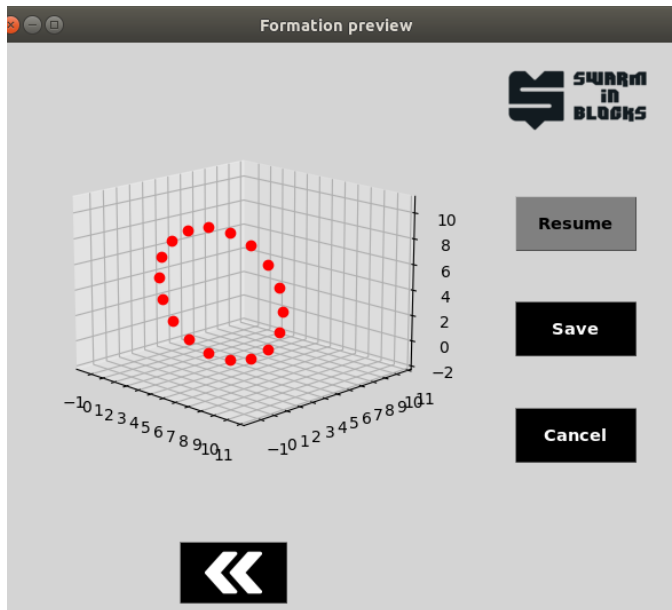 Formation preview
SWARM
in
BLOCKS
Resume
Save
Cancel
10
8
6
4
2
0
−2
−1 0 1 2 3 4 5 6 7 8 9 10 11
−1 0 1 2 3 4 5 6 7 8 9 10 11